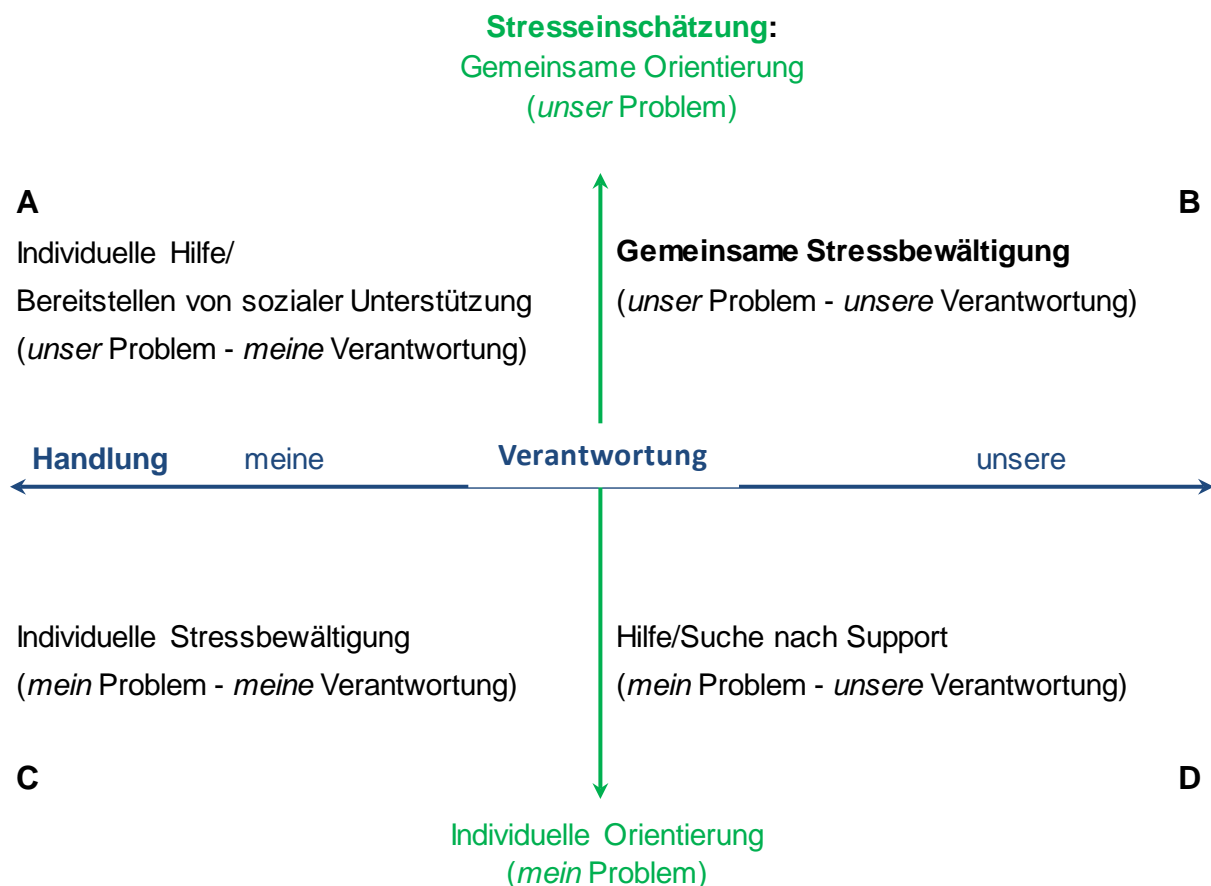 Stresseinschätzung:
Gemeinsame Orientierung
(unser Problem)
A
B
Individuelle Hilfe/
Bereitstellen von sozialer Unterstützung
(unser Problem - meine Verantwortung)
Gemeinsame Stressbewältigung
(unser Problem - unsere Verantwortung)
Handlung meine Verantwortung unsere
Individuelle Stressbewältigung
(mein Problem - meine Verantwortung)
Hilfe/Suche nach Support
(mein Problem - unsere Verantwortung)
C
D
Individuelle Orientierung
(mein Problem)